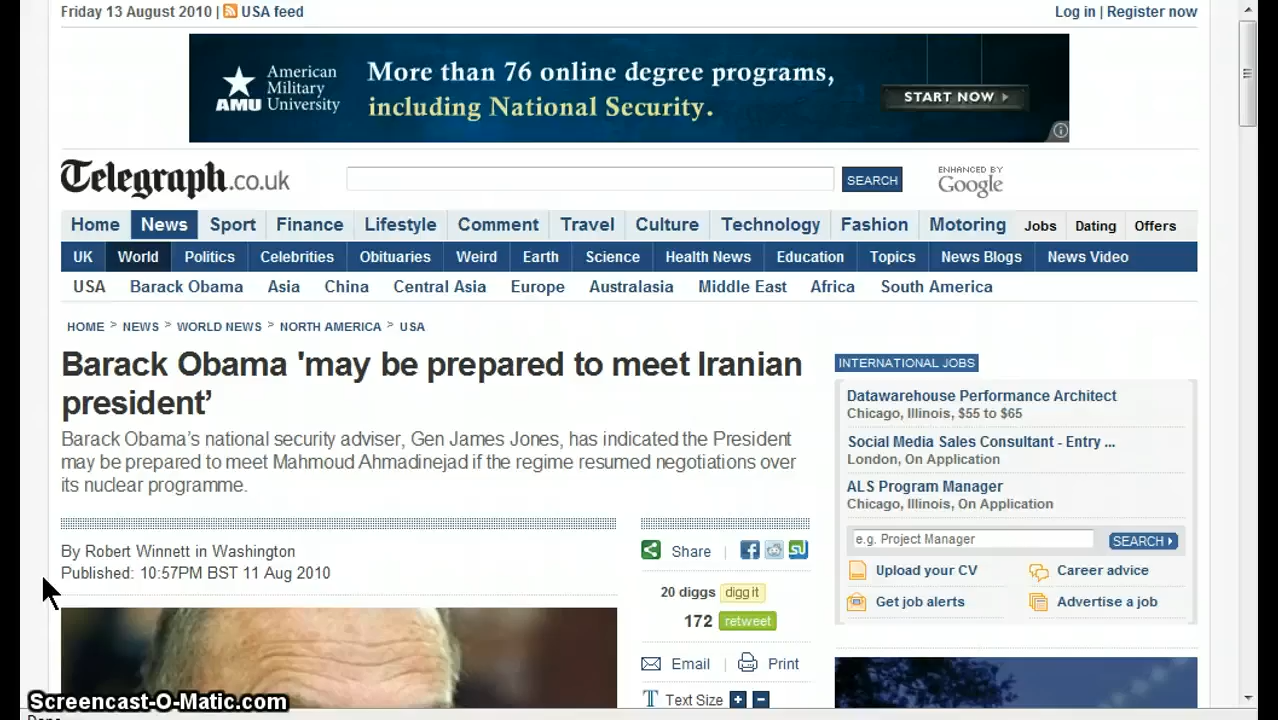 Friday 13 August 2010 | USA feed
Log in | Register now
AMU American Military University
More than 76 online degree programs,
including National Security.
START NOW
Telegraph.co.uk
SEARCH
ENHANCED BY
Google
Home News Sport Finance Lifestyle Comment Travel Culture Technology Fashion Motoring Jobs Dating Offers
UK World Politics Celebrities Obituaries Weird Earth Science Health News Education Topics News Blogs News Video
USA Barack Obama Asia China Central Asia Europe Australasia Middle East Africa South America
HOME > NEWS > WORLD NEWS > NORTH AMERICA > USA
Barack Obama 'may be prepared to meet Iranian
president’
Barack Obama’s national security adviser, Gen James Jones, has indicated the President
may be prepared to meet Mahmoud Ahmadinejad if the regime resumed negotiations over
its nuclear programme.
By Robert Winnett in Washington
Published: 10:57PM BST 11 Aug 2010
Share
20 diggs digg it
172 retweet
Email | Print
Text Size + -
INTERNATIONAL JOBS
Datawarehouse Performance Architect
Chicago, Illinois, $55 to $65
Social Media Sales Consultant - Entry ...
London, On Application
ALS Program Manager
Chicago, Illinois, On Application
e.g. Project Manager SEARCH
Upload your CV Career advice
Get job alerts Advertise a job
Screencast-O-Matic.com